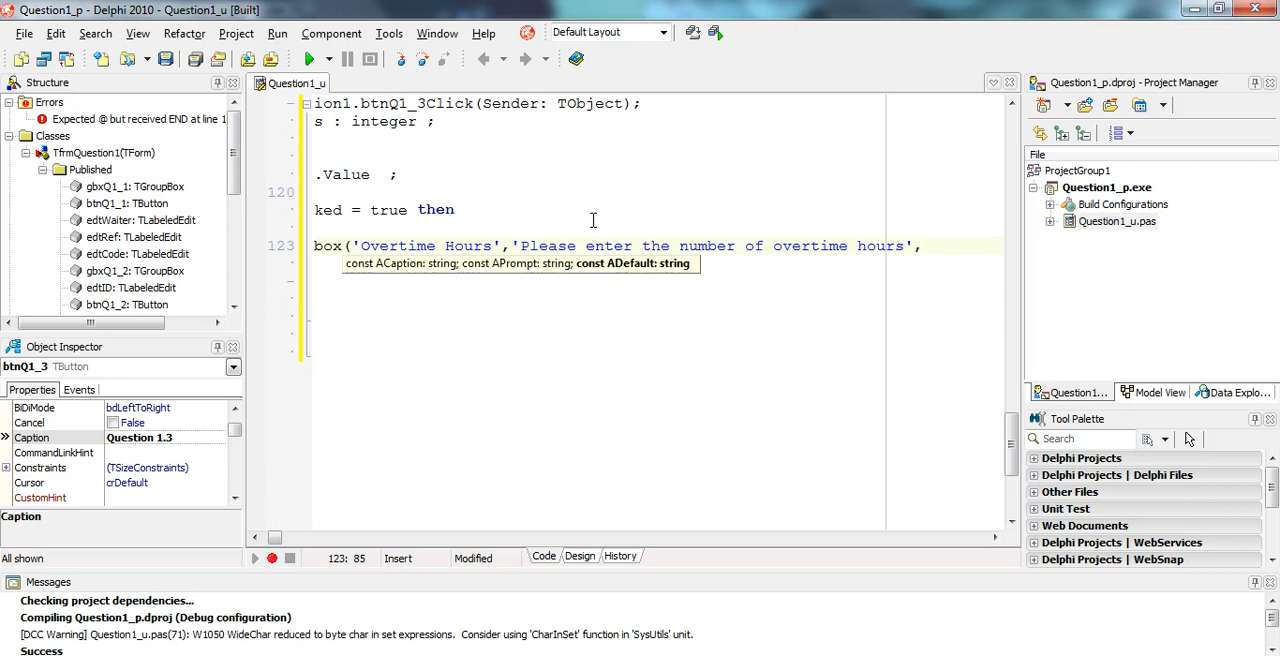 Question1_p - Delphi 2010 - Question1_u [Built]
File Edit Search View Refactor Project Run Component Tools Window Help Default Layout
Structure
Question1_u
Question1_p.dproj - Project Manager
Errors
Expected @ but received END at line 1
Classes
TfrmQuestion1(TForm)
Published
gbxQ1_1: TGroupBox
btnQ1_1: TButton
edtWaiter: TLabeledEdit
edtRef: TLabeledEdit
edtCode: TLabeledEdit
gbxQ1_2: TGroupBox
edtID: TLabeledEdit
btnQ1_2: TButton
Object Inspector
btnQ1_3 TButton
Properties Events
BiDiMode bdLeftToRight
Cancel False
Caption Question 1.3
CommandLinkHint
Constraints (TSizeConstraints)
Cursor crDefault
CustomHint
Caption
All shown
ion1.btnQ1_3Click(Sender: TObject);
s : integer ;
.Value ;
120
ked = true then
123 box('Overtime Hours','Please enter the number of overtime hours',
const ACaption: string; const APrompt: string; const ADefault: string
123: 85 Insert Modified Code Design History
File
ProjectGroup1
Question1_p.exe
Build Configurations
Question1_u.pas
Question1... Model View Data Explo...
Tool Palette
Search
Delphi Projects
Delphi Projects | Delphi Files
Other Files
Unit Test
Web Documents
Delphi Projects | WebServices
Delphi Projects | WebSnap
Messages
Checking project dependencies...
Compiling Question1_p.dproj (Debug configuration)
[DCC Warning] Question1_u.pas(71): W1050 WideChar reduced to byte char in set expressions. Consider using 'CharInSet' function in 'SysUtils' unit.
Success